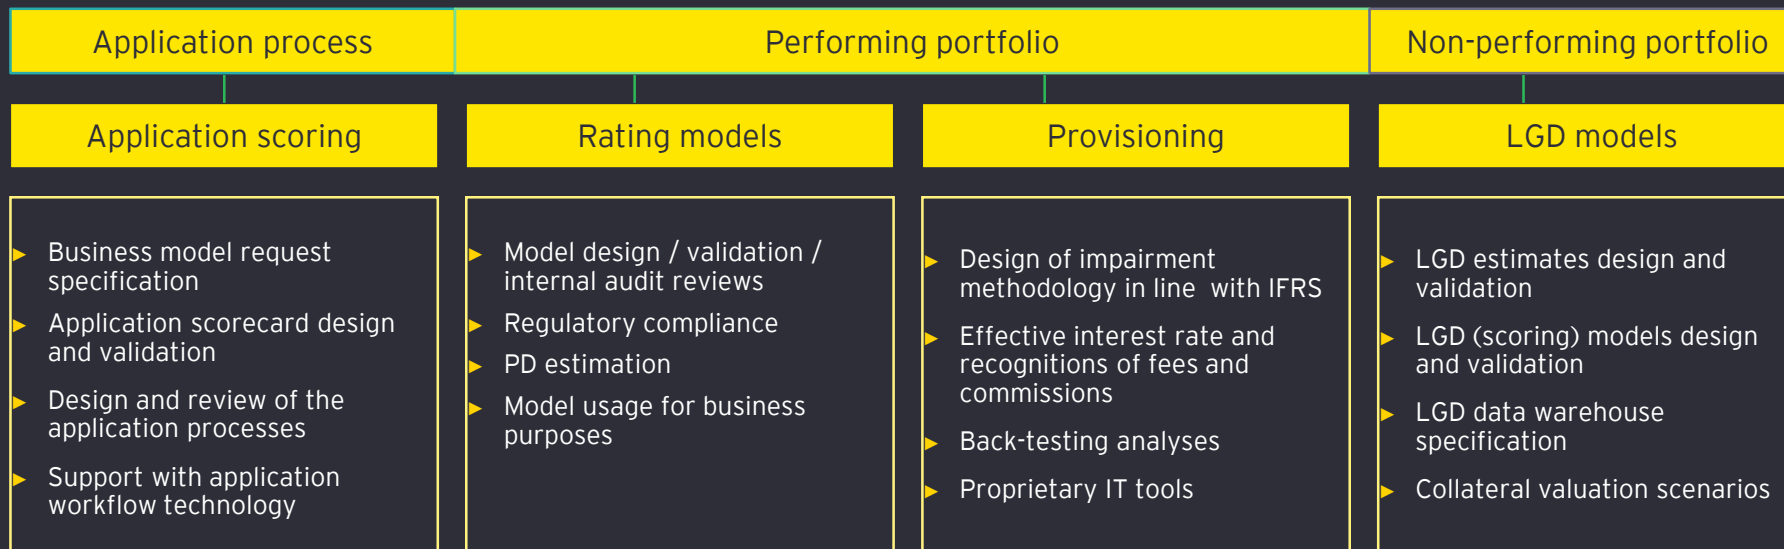 Application process
Performing portfolio
Non-performing portfolio
Application scoring
Rating models
Provisioning
LGD models
► Business model request
specification
► Application scorecard design
and validation
► Design and review of the
application processes
► Support with application
workflow technology
► Model design / validation /
internal audit reviews
► Regulatory compliance
► PD estimation
► Model usage for business
purposes
► Design of impairment
methodology in line with IFRS
► Effective interest rate and
recognitions of fees and
commissions
► Back-testing analyses
► Proprietary IT tools
► LGD estimates design and
validation
► LGD (scoring) models design
and validation
► LGD data warehouse
specification
► Collateral valuation scenarios